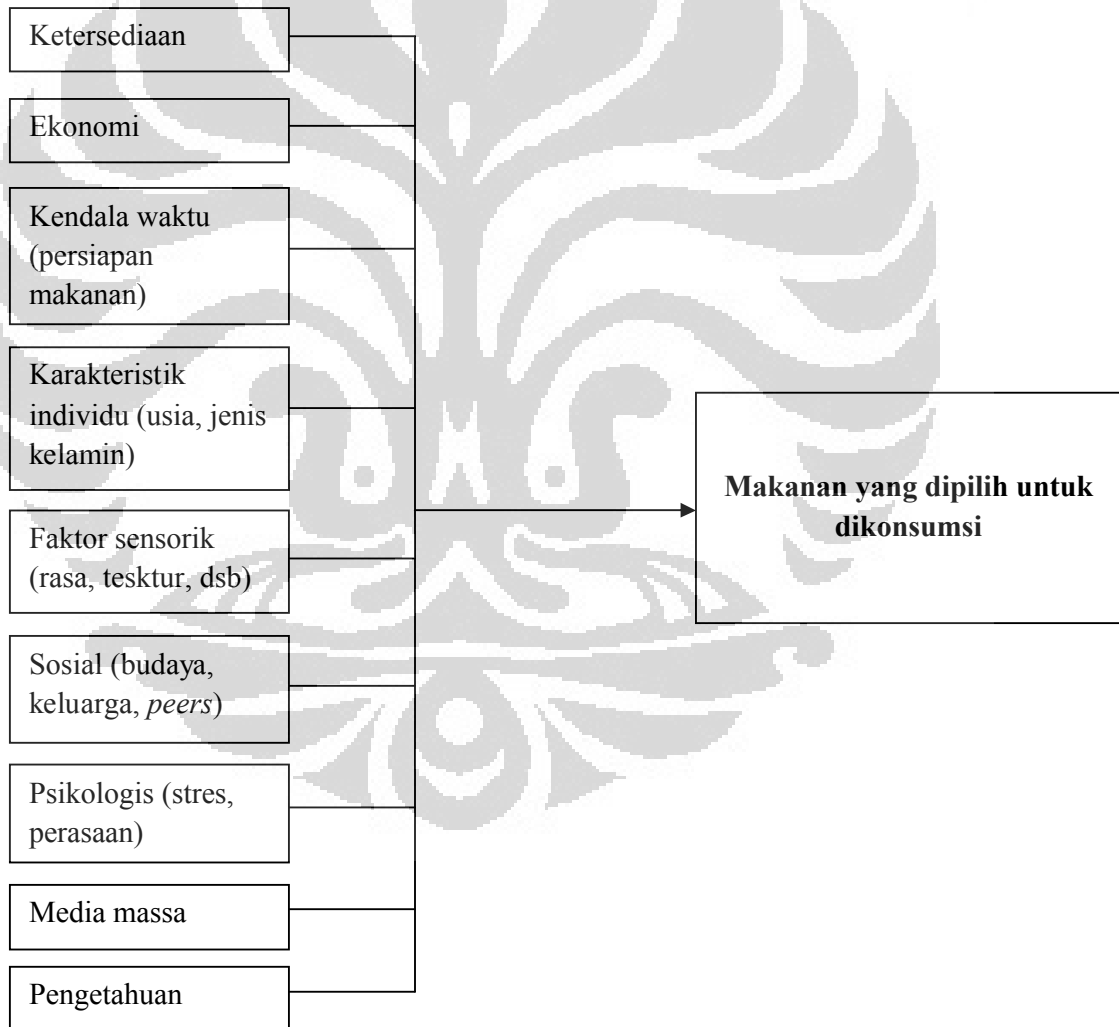 Ketersediaan
Ekonomi
Kendala waktu
(persiapan
makanan)
Karakteristik
individu (usia, jenis
kelamin)
Faktor sensorik
(rasa, tesktur, dsb)
Sosial (budaya,
keluarga, peers)
Psikologis (stres,
perasaan)
Media massa
Pengetahuan
Makanan yang dipilih untuk
dikonsumsi